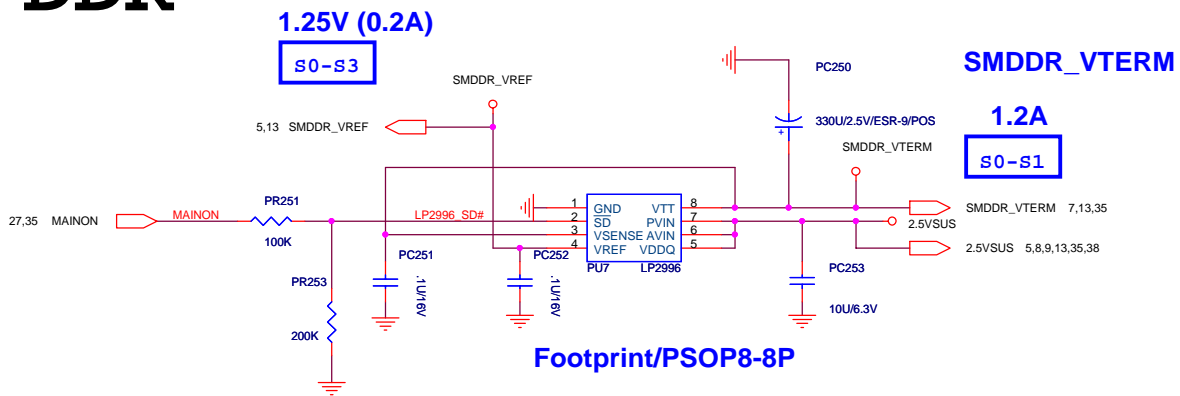 DDR
1.25V (0.2A)
S0-S3
SMDDR_VREF
5,13 SMDDR_VREF
PC250
330U/2.5V/ESR-9/POS
+
SMDDR_VTERM
1.2A
S0-S1
SMDDR_VTERM
27,35 MAINON
MAINON
PR251
100K
LP2996_SD#
1 GND VTT 8
2 SD PVIN 7
3 VSENSE AVIN 6
4 VREF VDDQ 5
PU7 LP2996
SMDDR_VTERM 7,13,35
2.5VSUS
2.5VSUS 5,8,9,13,35,38
PC251
.1U/16V
PC252
.1U/16V
PC253
10U/6.3V
PR253
200K
Footprint/PSOP8-8P